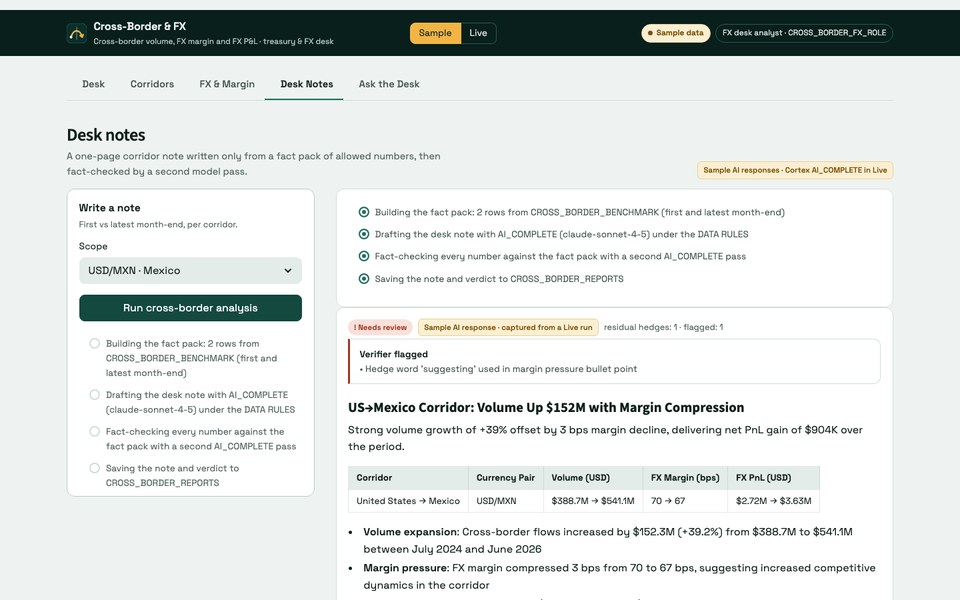 Cross-Border & FX
Cross-border volume, FX margin and FX P&L · treasury & FX desk
Sample
Live
Sample data
FX desk analyst · CROSS_BORDER_FX_ROLE
Desk
Corridors
FX & Margin
Desk Notes
Ask the Desk
Desk notes
A one-page corridor note written only from a fact pack of allowed numbers, then
fact-checked by a second model pass.
Sample AI responses · Cortex AI_COMPLETE in Live
Write a note
First vs latest month-end, per corridor.
Scope
USD/MXN · Mexico
Run cross-border analysis
Building the fact pack: 2 rows from
CROSS_BORDER_BENCHMARK (first and
latest month-end)
Drafting the desk note with AI_COMPLETE
(claude-sonnet-4-5) under the DATA RULES
Fact-checking every number against the
fact pack with a second AI_COMPLETE pass
Saving the note and verdict to
CROSS_BORDER_REPORTS
Building the fact pack: 2 rows from CROSS_BORDER_BENCHMARK (first and latest month-end)
Drafting the desk note with AI_COMPLETE (claude-sonnet-4-5) under the DATA RULES
Fact-checking every number against the fact pack with a second AI_COMPLETE pass
Saving the note and verdict to CROSS_BORDER_REPORTS
! Needs review
Sample AI response · captured from a Live run
residual hedges: 1 · flagged: 1
Verifier flagged
• Hedge word 'suggesting' used in margin pressure bullet point
US→Mexico Corridor: Volume Up $152M with Margin Compression
Strong volume growth of +39% offset by 3 bps margin decline, delivering net PnL gain of $904K over
the period.
Corridor Currency Pair Volume (USD) FX Margin (bps) FX PnL (USD)
United States → Mexico USD/MXN $388.7M → $541.1M 70 → 67 $2.72M → $3.63M
• Volume expansion: Cross-border flows increased by $152.3M (+39.2%) from $388.7M to $541.1M
between July 2024 and June 2026
• Margin pressure: FX margin compressed 3 bps from 70 to 67 bps, suggesting increased competitive
dynamics in the corridor